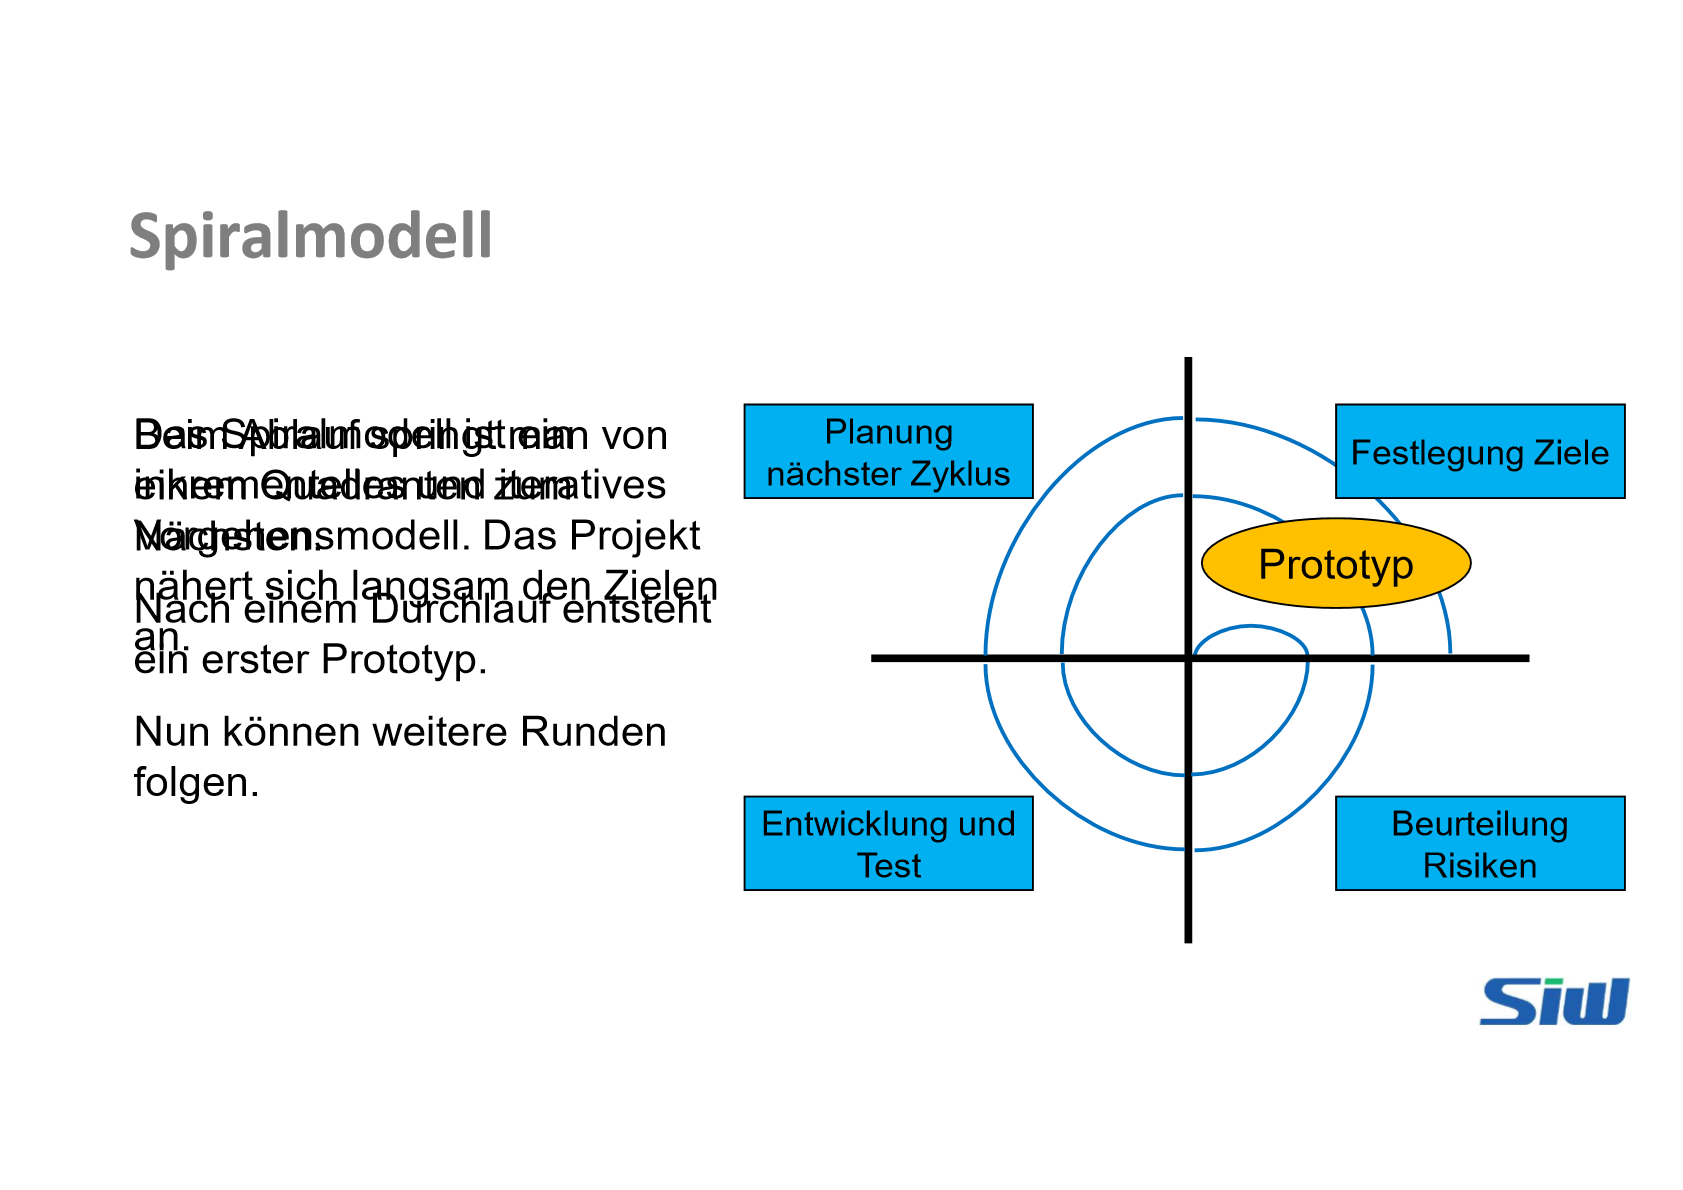 Spiralmodell
Das Spiralmodell ist ein
inkrementelles und iteratives
Vorgehensmodell. Das Projekt
nähert sich langsam den Zielen
an.
Beim Ablauf springt man von
einem Quadranten zum
Nächsten.
Nach einem Durchlauf entsteht
ein erster Prototyp.
Nun können weitere Runden
folgen.
Planung
nächster Zyklus
Festlegung Ziele
Prototyp
Entwicklung und
Test
Beurteilung
Risiken
Siw